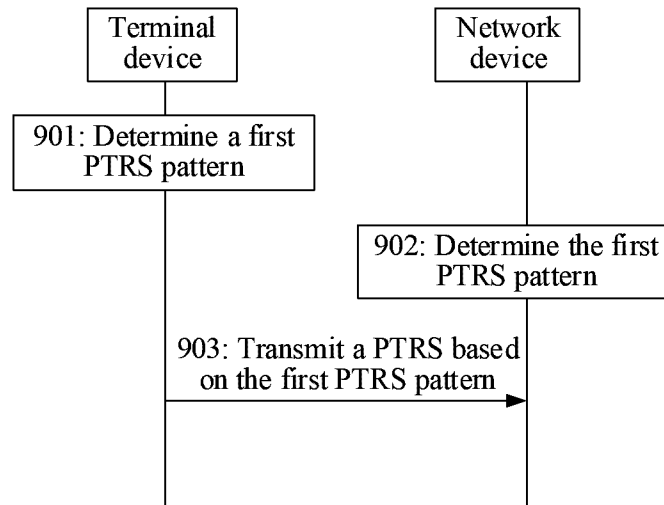 Terminal
device
Network
device
901: Determine a first
PTRS pattern
902: Determine the first
PTRS pattern
903: Transmit a PTRS based
on the first PTRS pattern